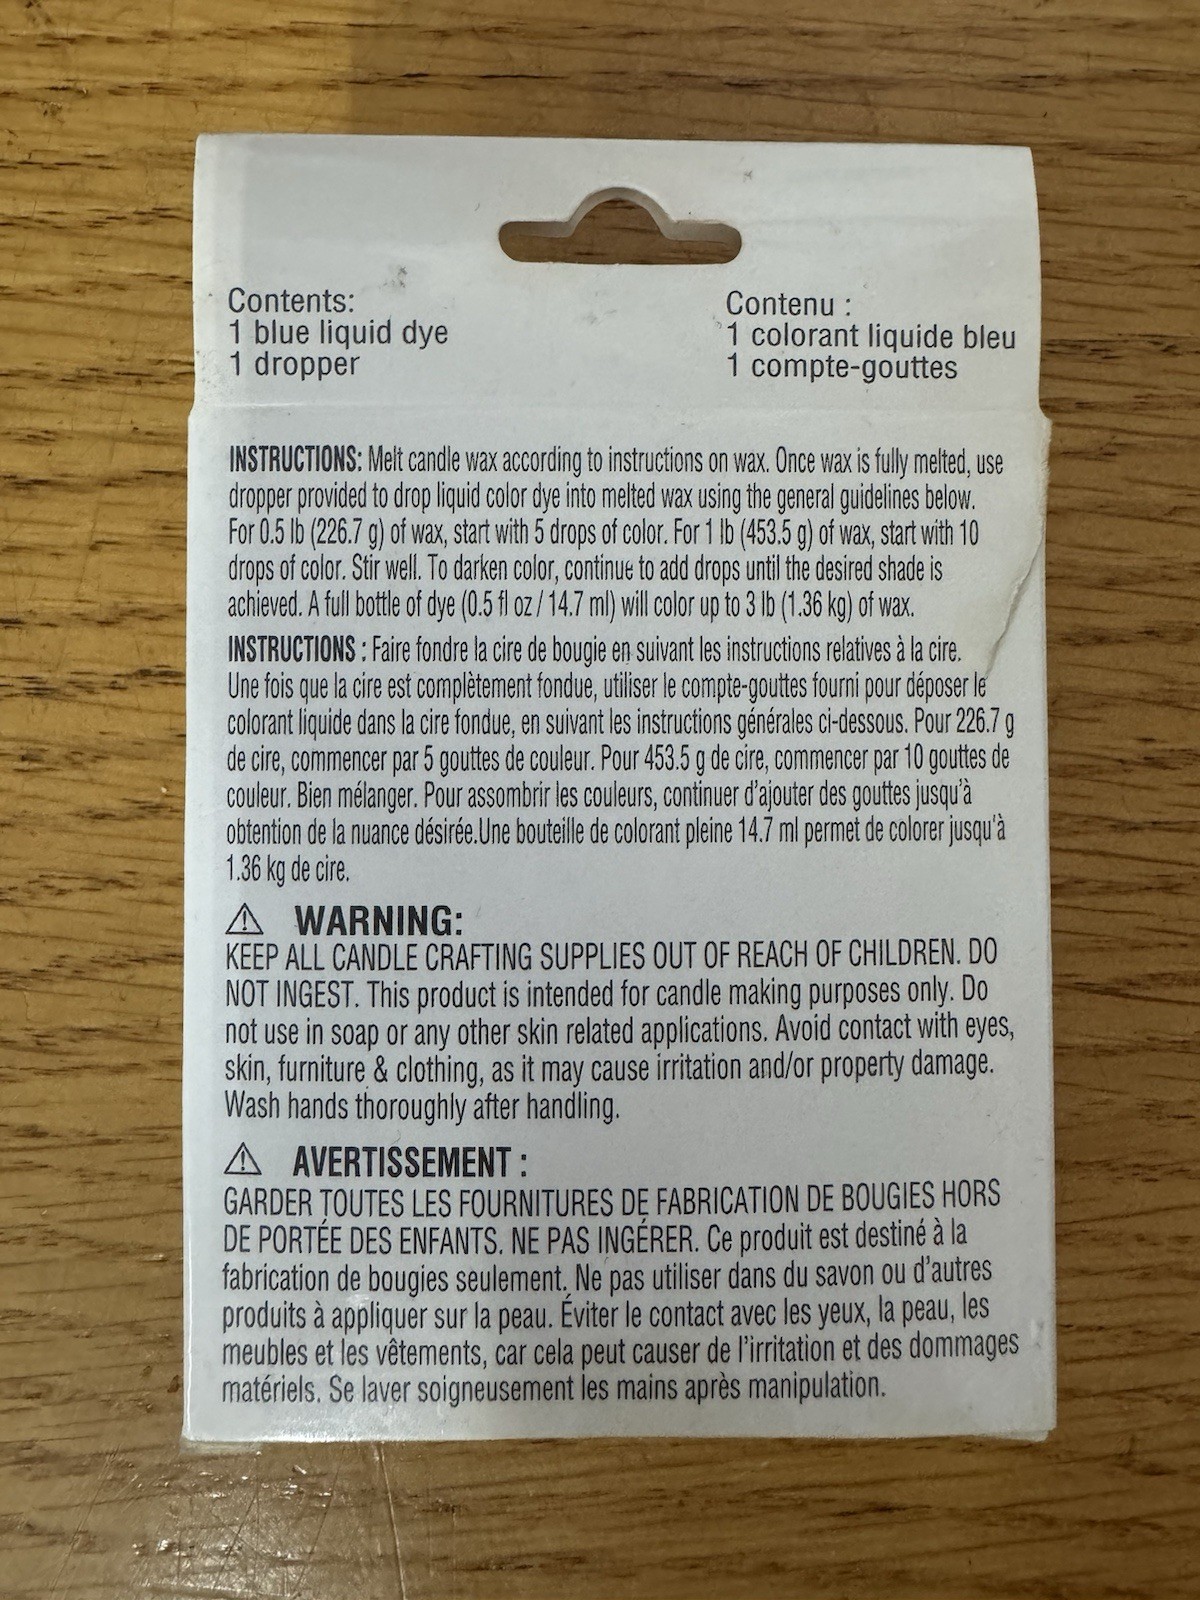 Contents:
1 blue liquid dye
1 dropper
Contenu :
1 colorant liquide bleu
1 compte-gouttes
INSTRUCTIONS: Melt candle wax according to instructions on wax. Once wax is fully melted, use
dropper provided to drop liquid color dye into melted wax using the general guidelines below.
For 0.5 lb (226.7 g) of wax, start with 5 drops of color. For 1 lb (453.5 g) of wax, start with 10
drops of color. Stir well. To darken color, continue to add drops until the desired shade is
achieved. A full bottle of dye (0.5 fl oz / 14.7 ml) will color up to 3 lb (1.36 kg) of wax.
INSTRUCTIONS : Faire fondre la cire de bougie en suivant les instructions relatives à la cire.
Une fois que la cire est complètement fondue, utiliser le compte-gouttes fourni pour déposer le
colorant liquide dans la cire fondue, en suivant les instructions générales ci-dessous. Pour 226.7 g
de cire, commencer par 5 gouttes de couleur. Pour 453.5 g de cire, commencer par 10 gouttes de
couleur. Bien mélanger. Pour assombrir les couleurs, continuer d'ajouter des gouttes jusqu'à
obtention de la nuance désirée.Une bouteille de colorant pleine 14.7 ml permet de colorer jusqu'à
1.36 kg de cire.
⚠ WARNING:
KEEP ALL CANDLE CRAFTING SUPPLIES OUT OF REACH OF CHILDREN. DO
NOT INGEST. This product is intended for candle making purposes only. Do
not use in soap or any other skin related applications. Avoid contact with eyes,
skin, furniture & clothing, as it may cause irritation and/or property damage.
Wash hands thoroughly after handling.
⚠ AVERTISSEMENT :
GARDER TOUTES LES FOURNITURES DE FABRICATION DE BOUGIES HORS
DE PORTÉE DES ENFANTS. NE PAS INGÉRER. Ce produit est destiné à la
fabrication de bougies seulement. Ne pas utiliser dans du savon ou d'autres
produits à appliquer sur la peau. Éviter le contact avec les yeux, la peau, les
meubles et les vêtements, car cela peut causer de l'irritation et des dommages
matériels. Se laver soigneusement les mains après manipulation.